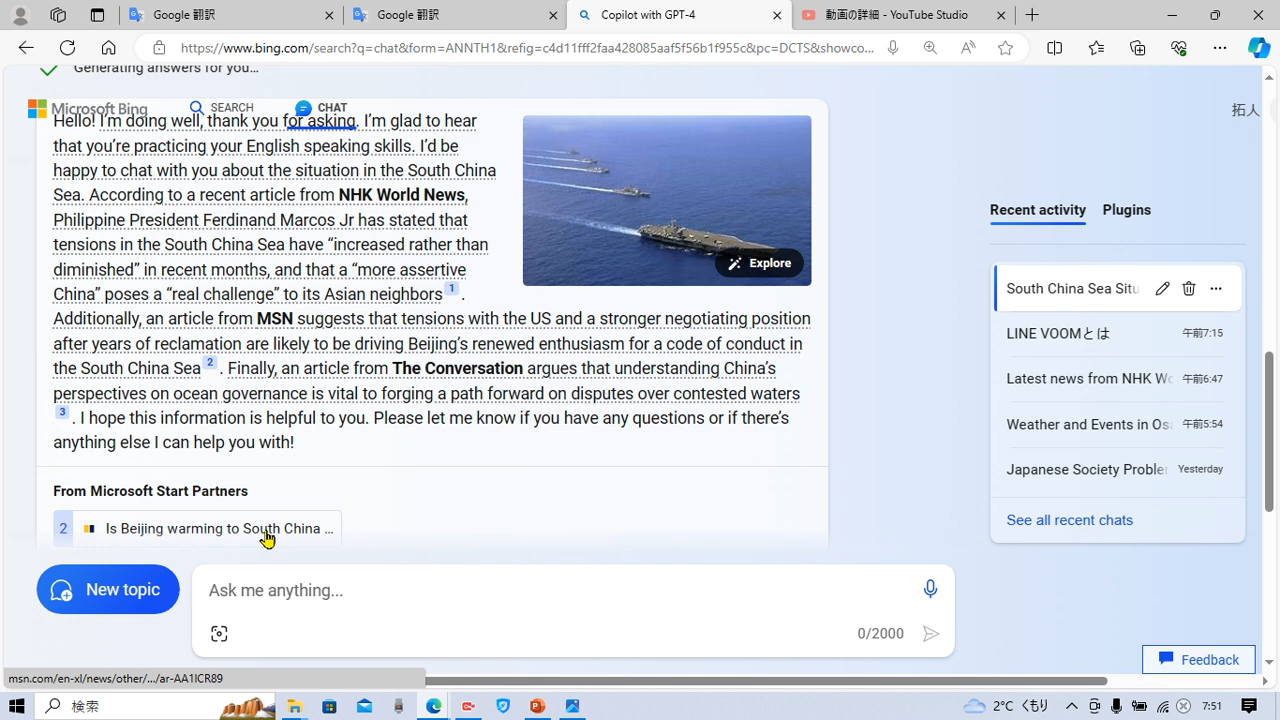 Google 翻訳
Google 翻訳
Copilot with GPT-4
動画の詳細 - YouTube Studio
https://www.bing.com/search?q=chat&form=ANNTH1&refig=c4d11fff2faa428085aaf5f56b1f955c&pc=DCTS&showco...
Generating answers for you...
Microsoft Bing
SEARCH
CHAT
拓人
Hello! I'm doing well, thank you for asking. I'm glad to hear
that you're practicing your English speaking skills. I'd be
happy to chat with you about the situation in the South China
Sea. According to a recent article from NHK World News,
Philippine President Ferdinand Marcos Jr has stated that
tensions in the South China Sea have “increased rather than
diminished” in recent months, and that a “more assertive
China” poses a “real challenge” to its Asian neighbors 1 .
Additionally, an article from MSN suggests that tensions with the US and a stronger negotiating position
after years of reclamation are likely to be driving Beijing's renewed enthusiasm for a code of conduct in
the South China Sea 2 . Finally, an article from The Conversation argues that understanding China's
perspectives on ocean governance is vital to forging a path forward on disputes over contested waters
3 . I hope this information is helpful to you. Please let me know if you have any questions or if there's
anything else I can help you with!
Explore
From Microsoft Start Partners
2 Is Beijing warming to South China ...
Recent activity Plugins
South China Sea Situ
LINE VOOMとは 午前7:15
Latest news from NHK Wo 午前6:47
Weather and Events in Osa 午前5:54
Japanese Society Probler Yesterday
See all recent chats
New topic
Ask me anything...
0/2000
Feedback
msn.com/en-xl/news/other/.../ar-AA1lCR89
検索
2°C くもり
7:51